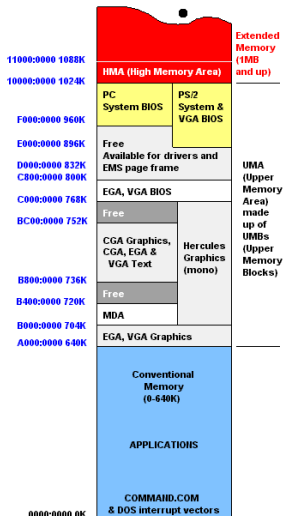 Extended
Memory
(1MB
and up)
11000:0000 1088K
HMA (High Memory Area)
10000:0000 1024K
PC
System BIOS
PS/2
System &
VGA BIOS
F000:0000 960K
E000:0000 896K
Free
Available for drivers and
EMS page frame
D000:0000 832K
C800:0000 800K
UMA
(Upper
Memory
Area)
made
up of
UMBs
(Upper
Memory
Blocks)
EGA, VGA BIOS
C000:0000 768K
Free
BC00:0000 752K
CGA Graphics,
CGA, EGA &
VGA Text
Hercules
Graphics
(mono)
B800:0000 736K
Free
B400:0000 720K
MDA
B000:0000 704K
EGA, VGA Graphics
A000:0000 640K
Conventional
Memory
(0-640K)
APPLICATIONS
COMMAND.COM
& DOS interrupt vectors
0000:0000 0K